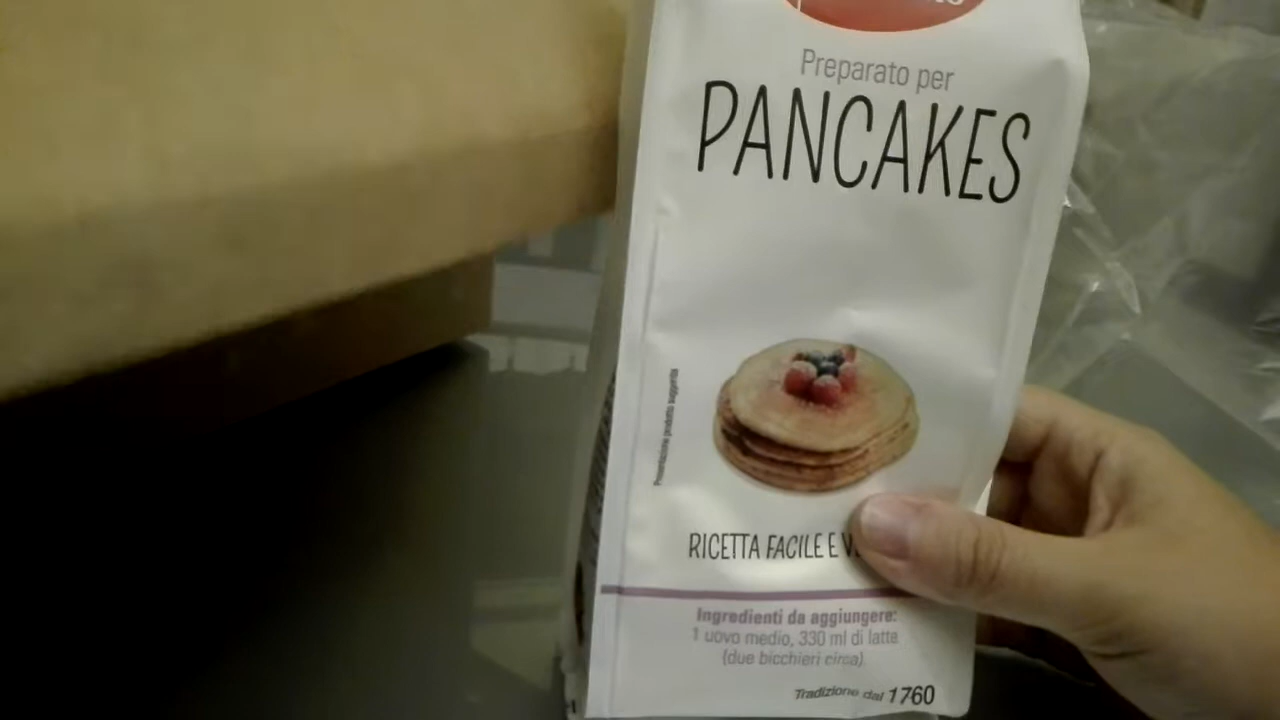 Preparato per
PANCAKES
Presentazione prodotto suggerita
RICETTA FACILE E
Ingredienti da aggiungere:
1 uovo medio, 330 ml di latte
(due bicchieri circa)
Tradizione dal 1760